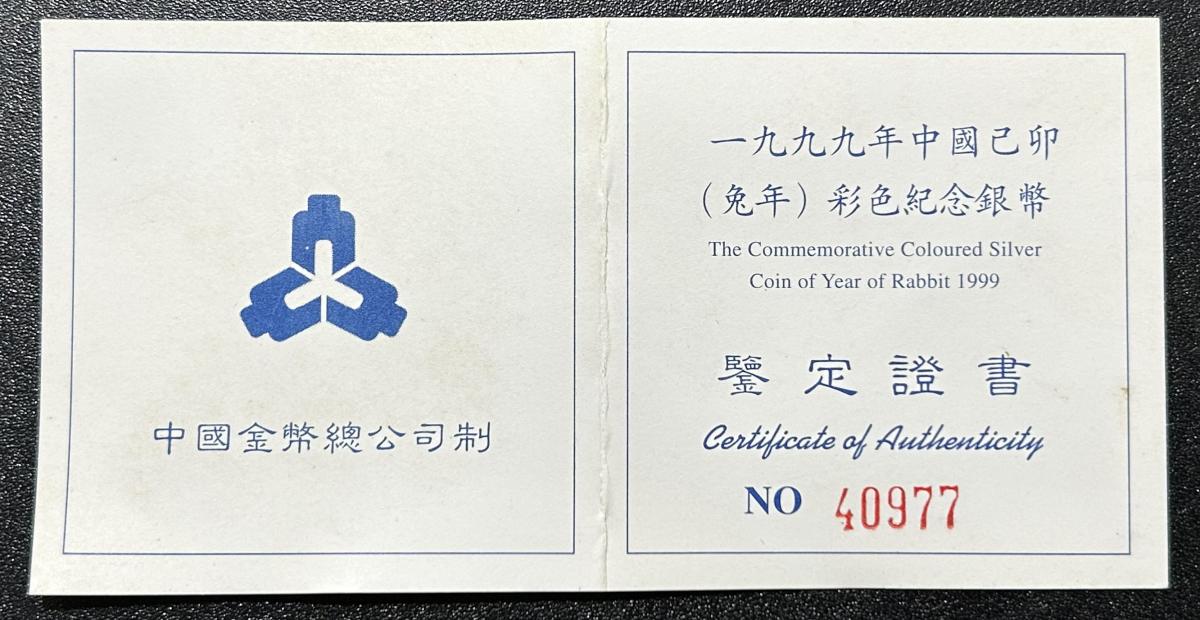 中國金幣總公司制
一九九九年中國己卯
（兔年）彩色紀念銀幣
The Commemorative Coloured Silver
Coin of Year of Rabbit 1999
鑒定證書
Certificate of Authenticity
NO 40977